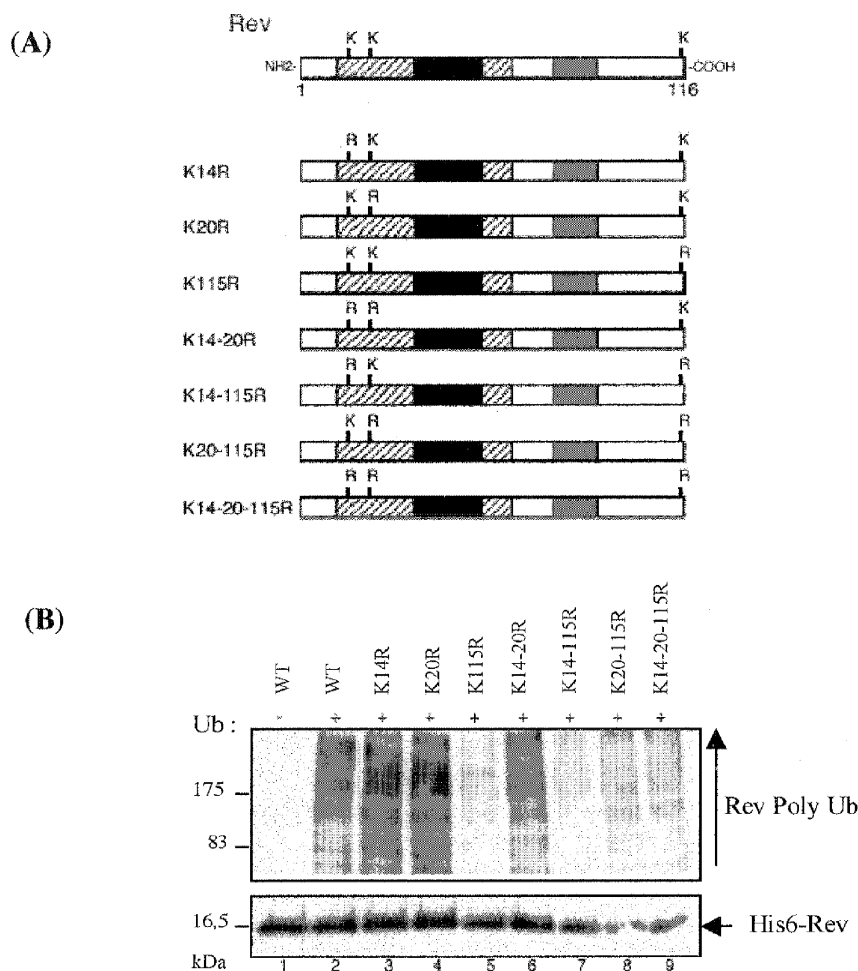 (A)
Rev
K K K
NH2- -COOH
1 116
R K K
K14R
K R K
K20R
K K R
K115R
R R K
K14-20R
R K R
K14-115R
K R R
K20-115R
R R R
K14-20-115R
(B)
WT WT K14R K20R K115R K14-20R K14-115R K20-115R K14-20-115R
Ub : - + + + + + + + +
175
Rev Poly Ub
83
16,5
His6-Rev
kDa 1 2 3 4 5 6 7 8 9